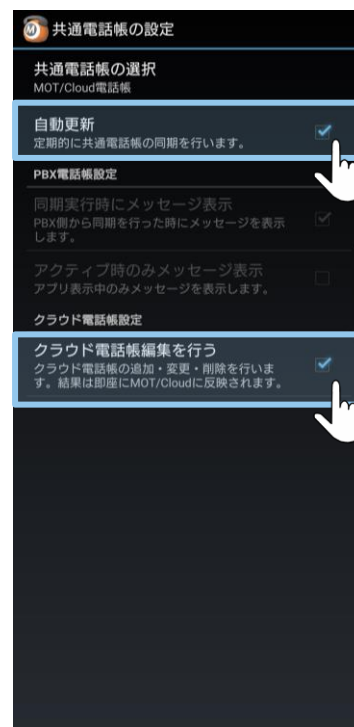 共通電話帳の設定
共通電話帳の選択
MOT/Cloud電話帳
自動更新
定期的に共通電話帳の同期を行います。
PBX電話帳設定
同期実行時にメッセージ表示
PBX側から同期を行った時にメッセージを表示
します。
アクティブ時のみメッセージ表示
アプリ表示中のみメッセージを表示します。
クラウド電話帳設定
クラウド電話帳編集を行う
クラウド電話帳の追加・変更・削除を行いま
す。結果は即座にMOT/Cloudに反映されます。